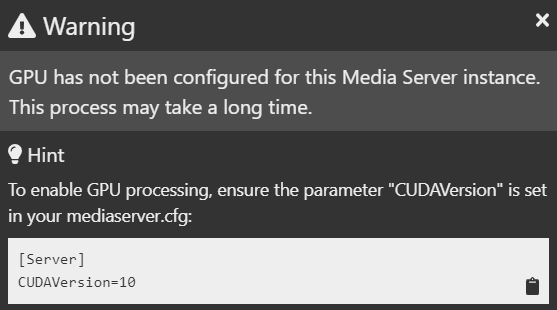 Warning
GPU has not been configured for this Media Server instance.
This process may take a long time.
Hint
To enable GPU processing, ensure the parameter "CUDAVersion" is set
in your mediaserver.cfg:
[Server]
CUDAVersion=10